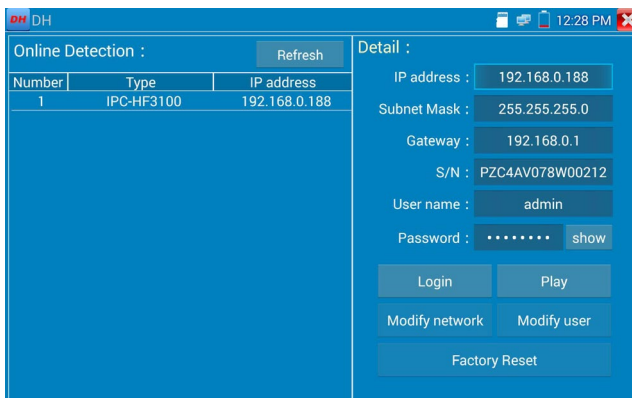 DH DH 12:28 PM
Online Detection :
Refresh
Number Type IP address
1 IPC-HF3100 192.168.0.188
Detail :
IP address : 192.168.0.188
Subnet Mask : 255.255.255.0
Gateway : 192.168.0.1
S/N : PZC4AV078W00212
User name : admin
Password : •••••••• show
Login Play
Modify network Modify user
Factory Reset